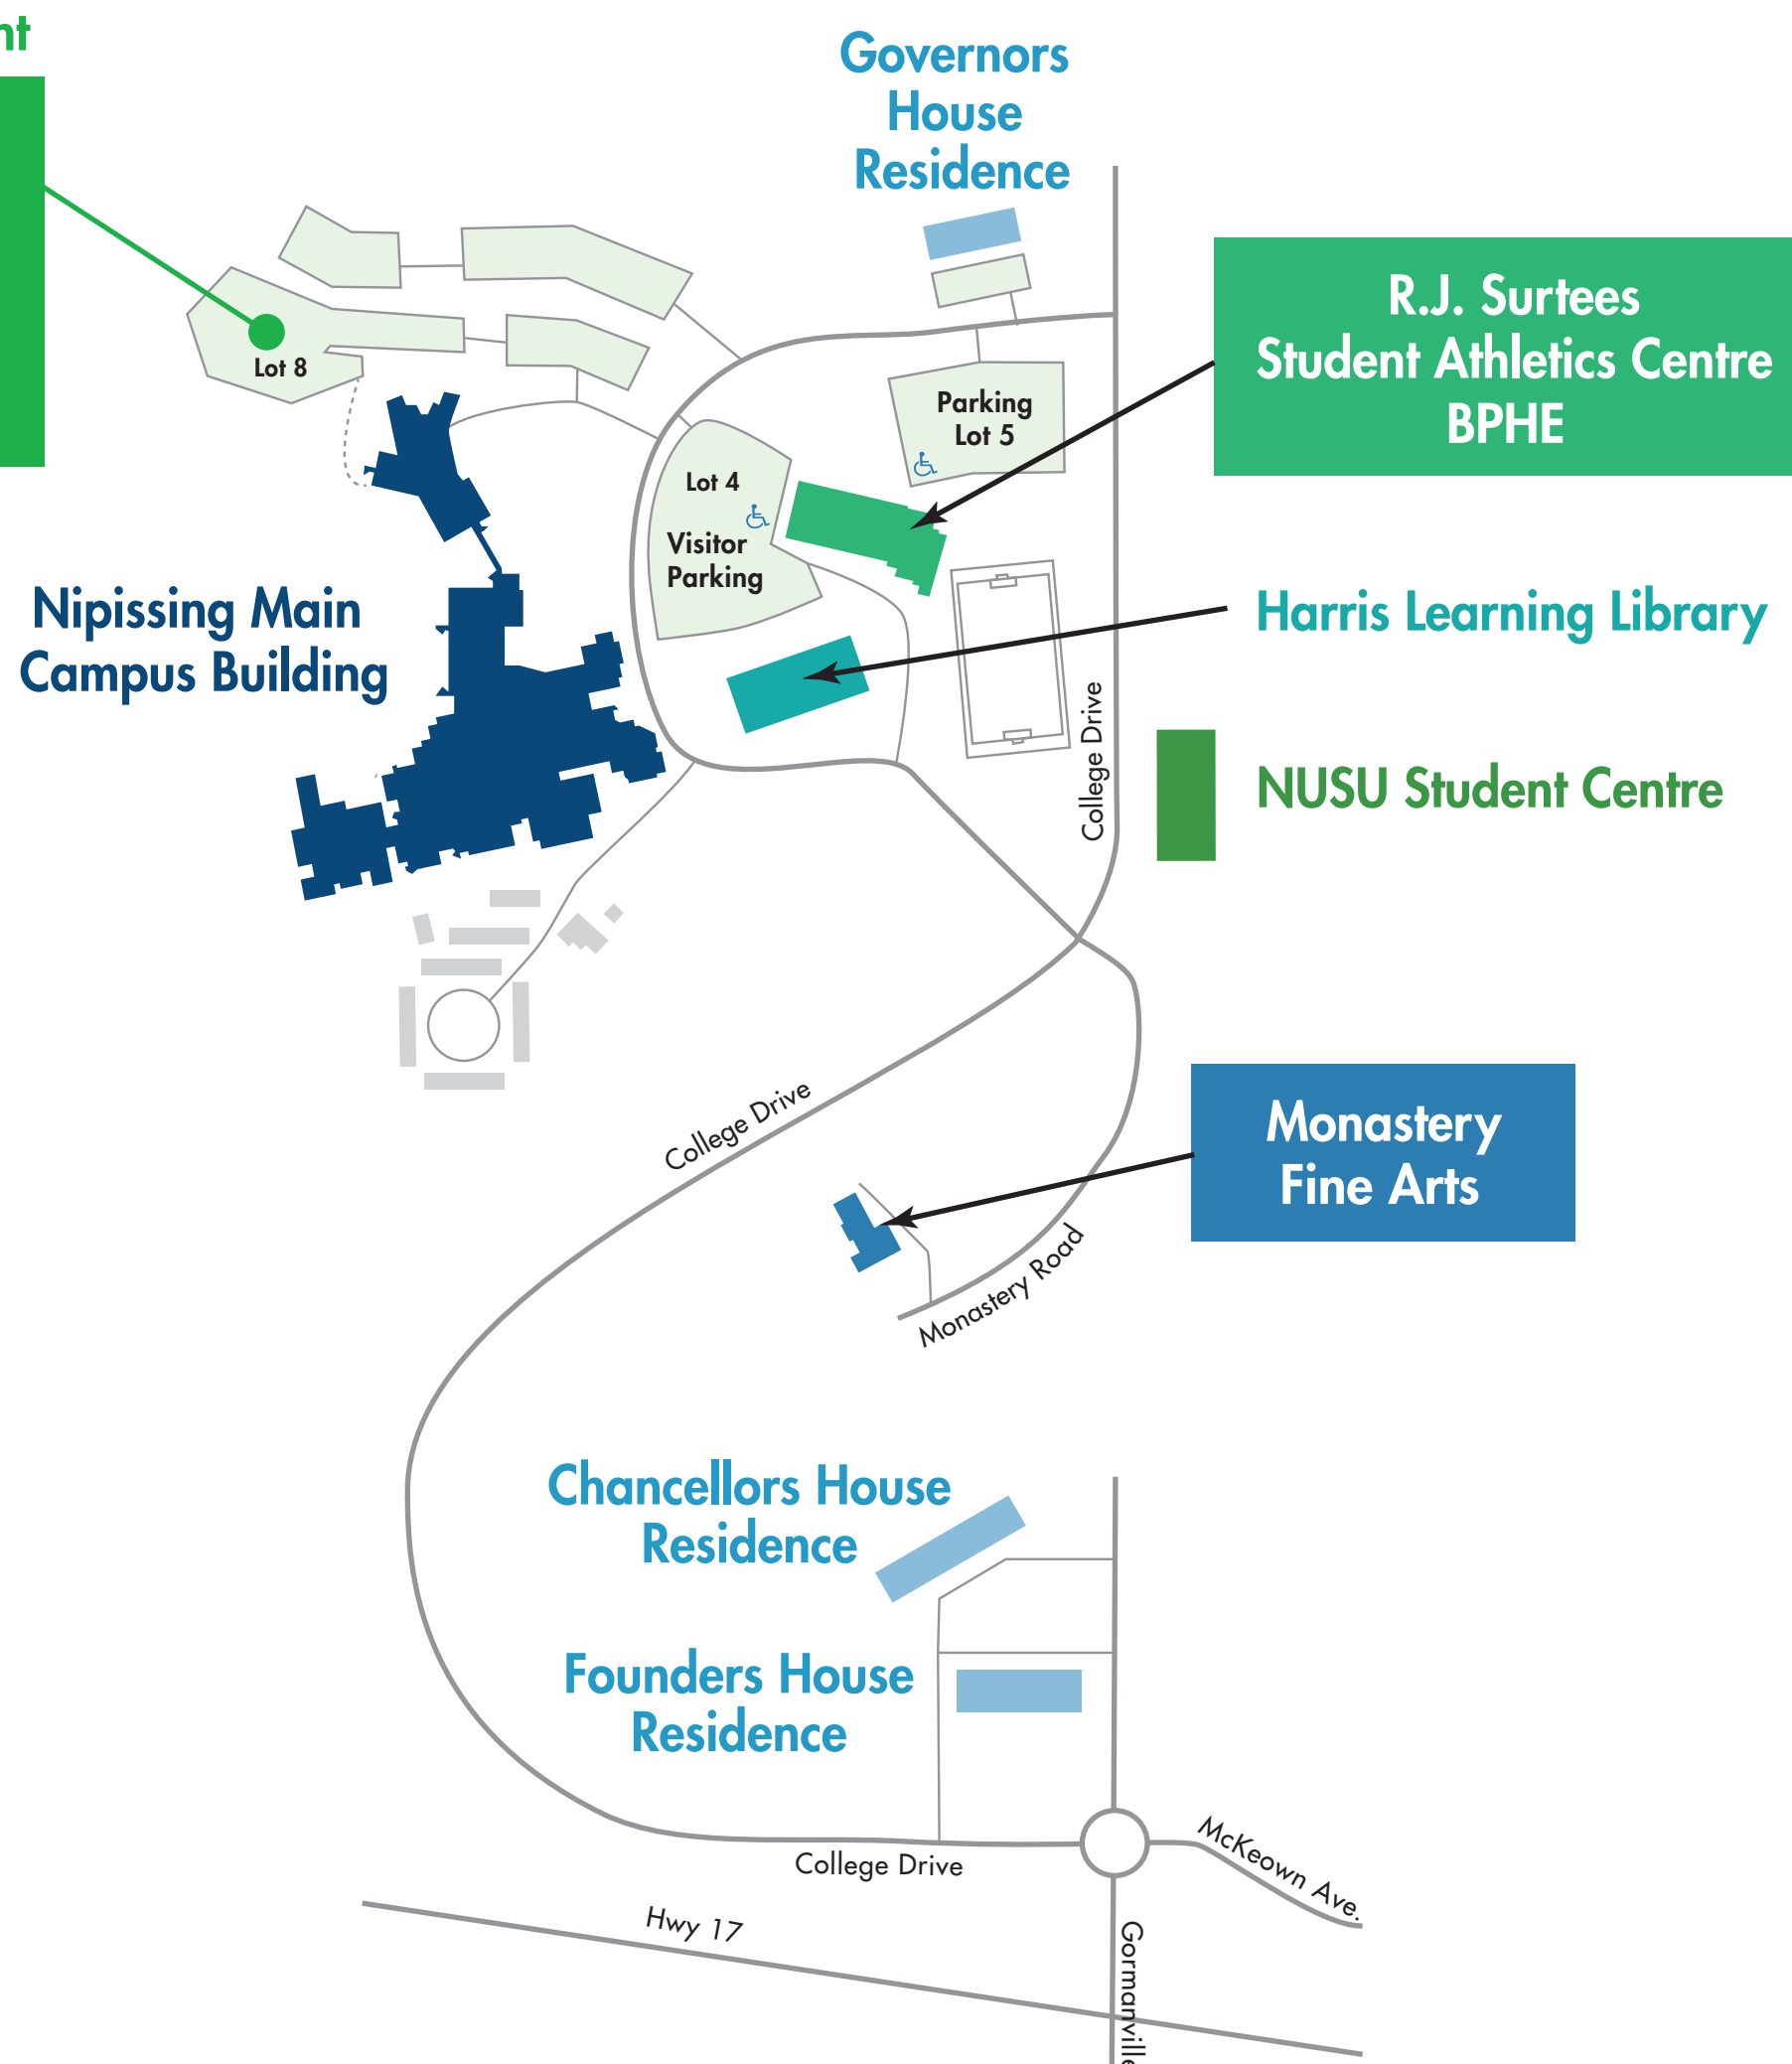 nt
Governors
House
Residence
R.J. Surtees
Student Athletics Centre
BPHE
Lot 8
Parking
Lot 5
Lot 4
Visitor
Parking
Nipissing Main
Campus Building
Harris Learning Library
College Drive
NUSU Student Centre
College Drive
Monastery
Fine Arts
Monastery Road
Chancellors House
Residence
Founders House
Residence
College Drive
McKeown Ave.
Hwy 17
Gormanville